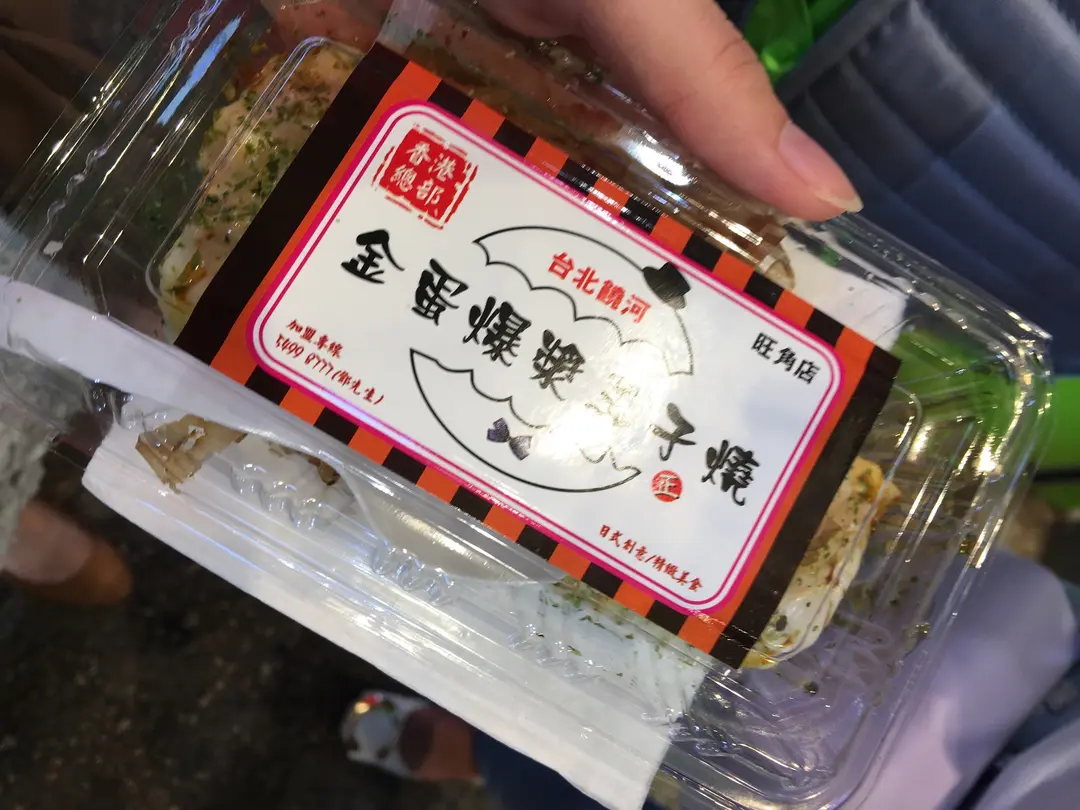 香港
總部
台北饒河
旺角店
金蛋爆漿
子燒
加盟專線
5499 0777(鄧先生)
日式創意/精緻美食